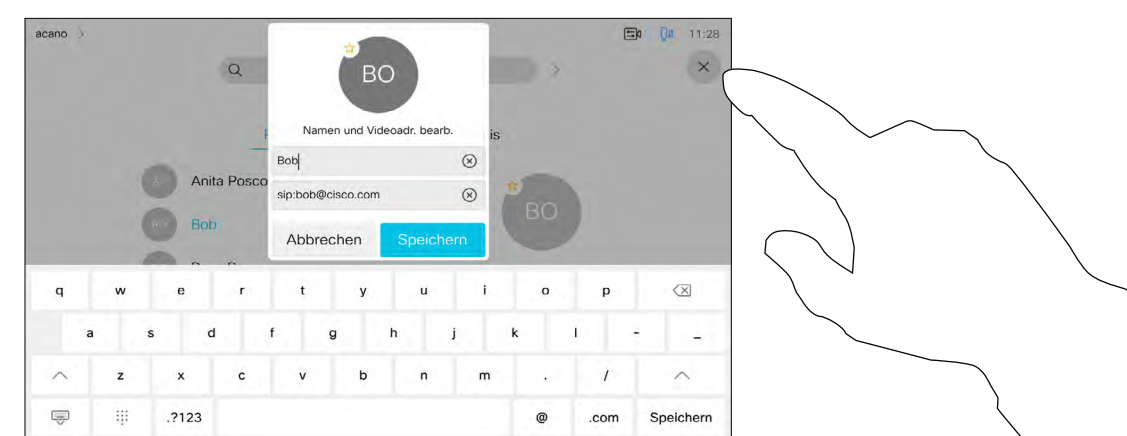 acano
11:28
BO
Namen und Videoadr. bearb.
is
Bob
Anita Posco
sip:bob@cisco.com
BO
Bob
Abbrechen Speichern
q w e r t y u i o p
a s d f g h j k l - _
z x c v b n m . /
.?123 @ .com Speichern